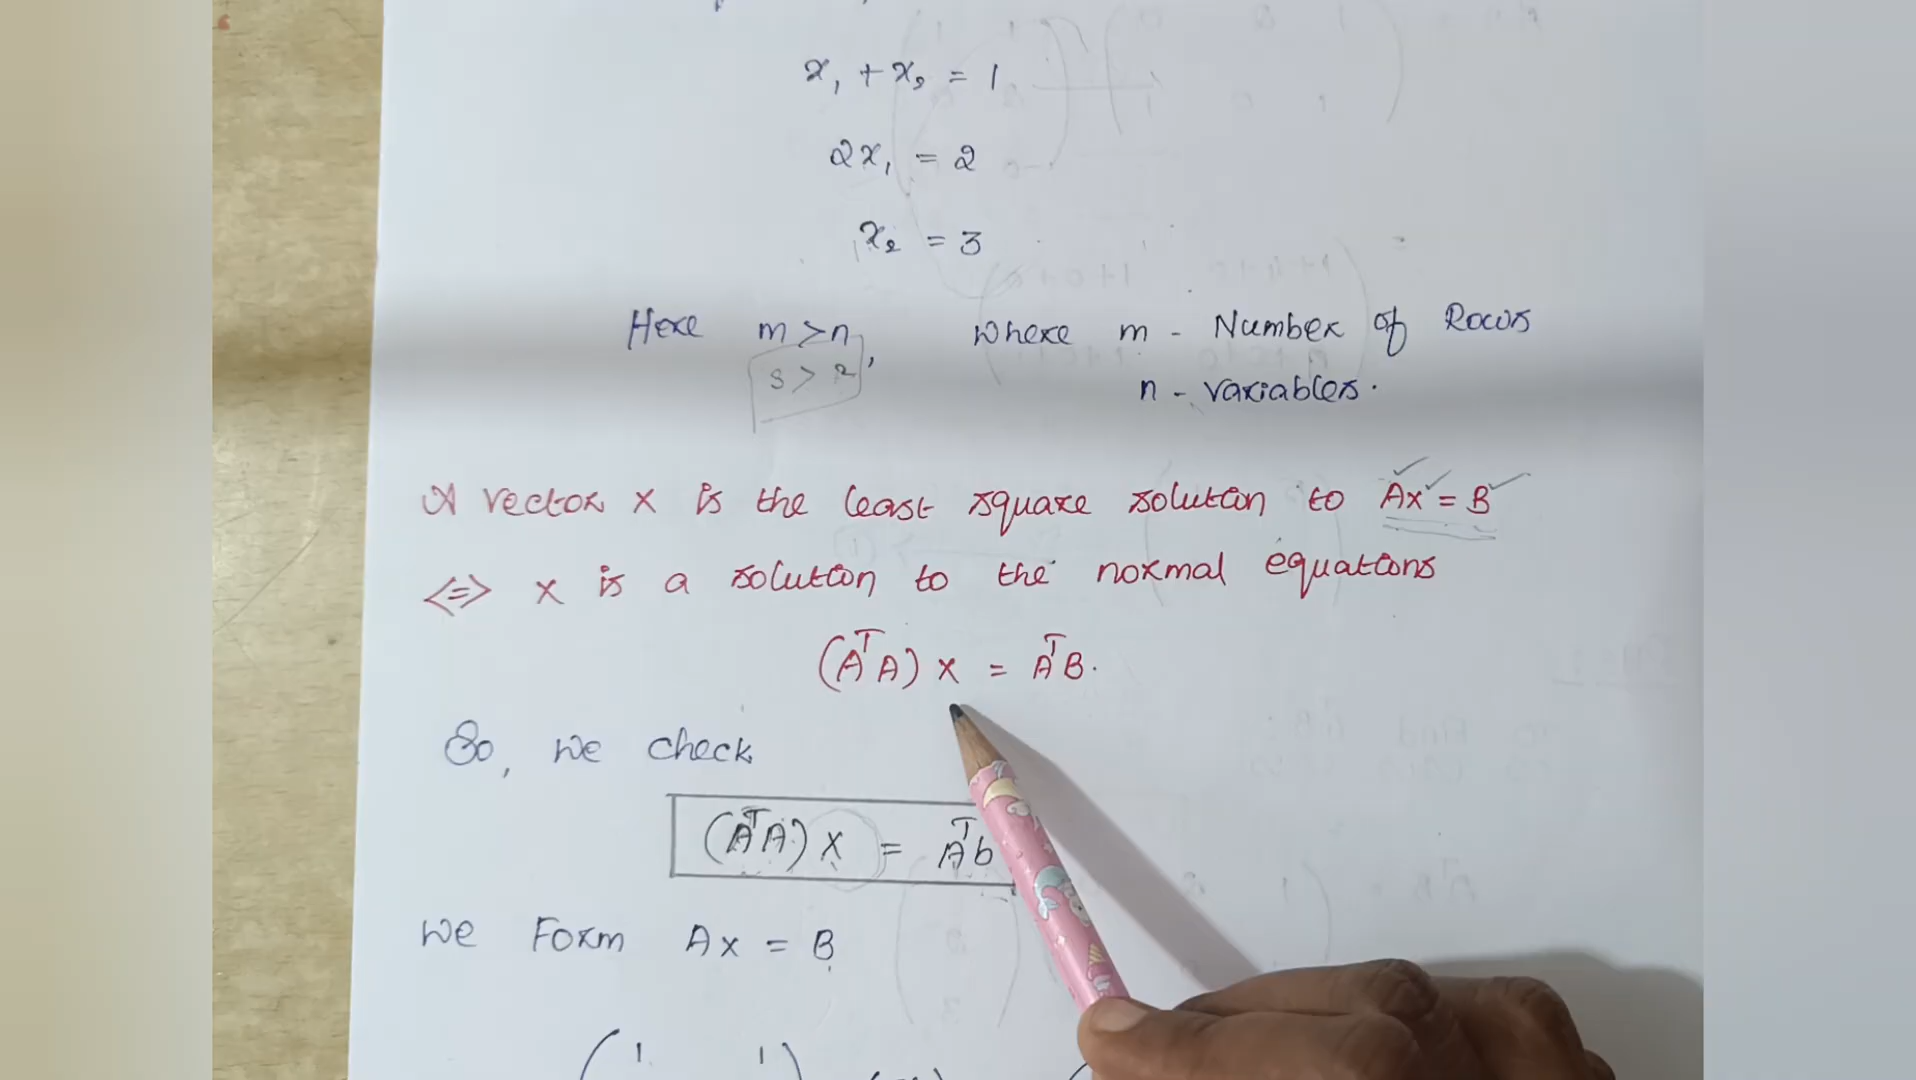 x₁ + x₂ = 1
2x₁ = 2
x₂ = 3
Here m > n, where m - Number of Rows
3 > 2
n - variables.
A vector x is the least square solution to Ax = B
<=> x is a solution to the normal equations
(AᵀA) x = AᵀB.
So, we check
(AᵀA) x = Aᵀb
We Form Ax = B
1 1